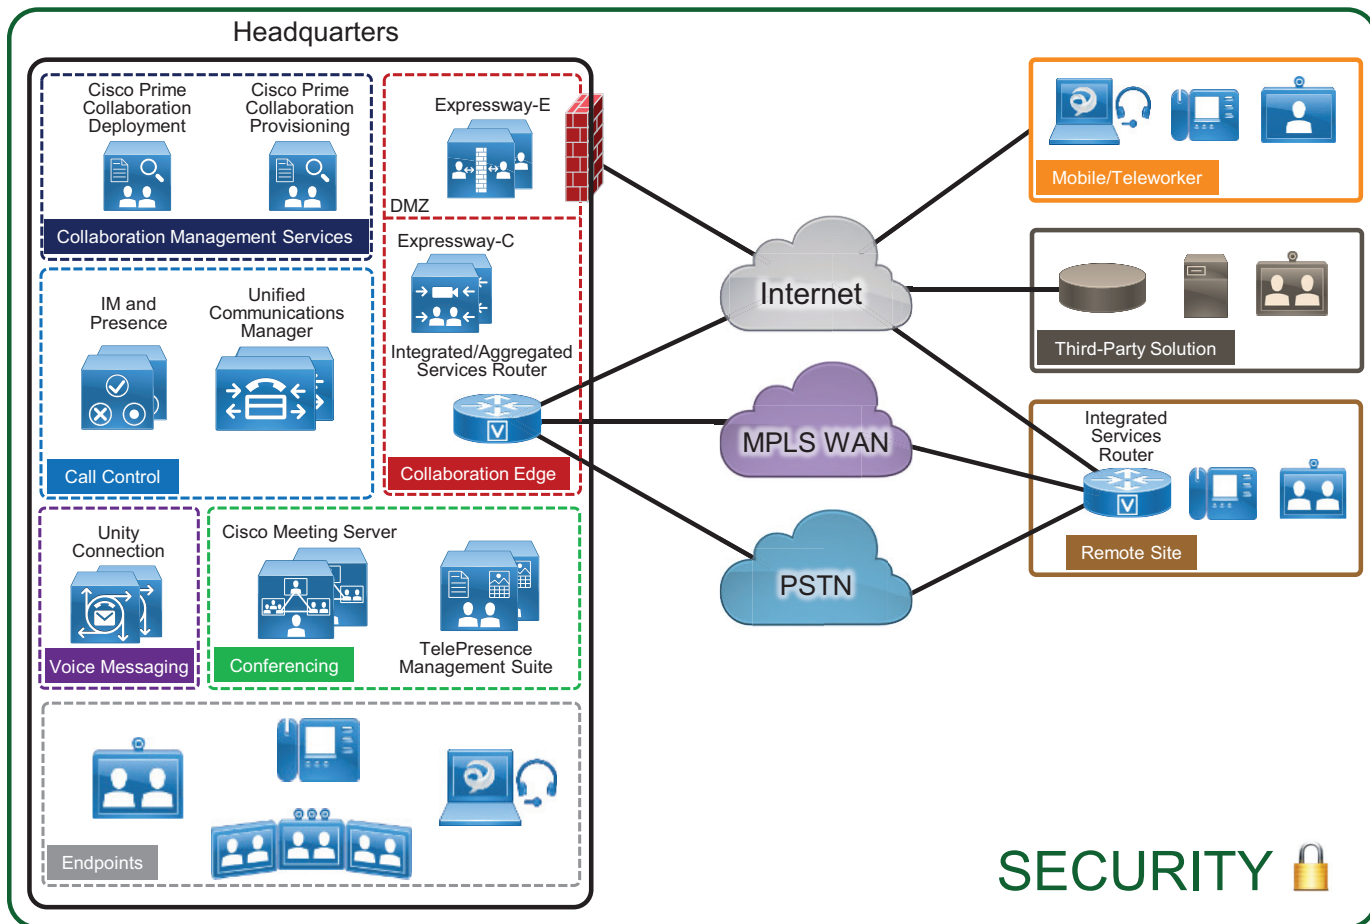 Headquarters
Cisco Prime
Collaboration
Deployment
Cisco Prime
Collaboration
Provisioning
Collaboration Management Services
Expressway-E
DMZ
Expressway-C
Integrated/Aggregated
Services Router
V
Collaboration Edge
IM and
Presence
Unified
Communications
Manager
Call Control
Unity
Connection
Voice Messaging
Cisco Meeting Server
TelePresence
Management Suite
Conferencing
Endpoints
Internet
MPLS WAN
PSTN
Mobile/Teleworker
Third-Party Solution
Integrated
Services
Router
V
Remote Site
SECURITY